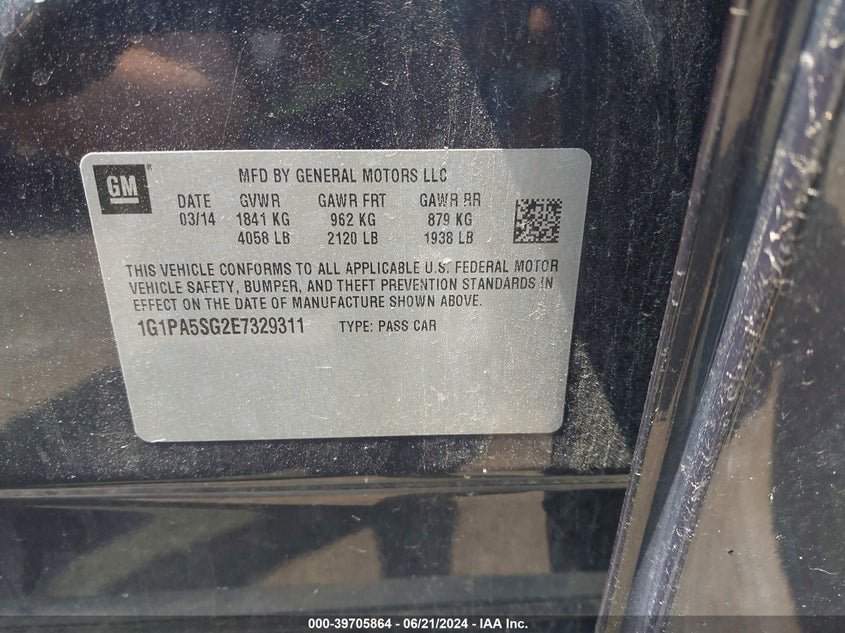 GM ®
MFD BY GENERAL MOTORS LLC
DATE GVWR GAWR FRT GAWR RR
03/14 1841 KG 962 KG 879 KG
4058 LB 2120 LB 1938 LB
THIS VEHICLE CONFORMS TO ALL APPLICABLE U.S. FEDERAL MOTOR
VEHICLE SAFETY, BUMPER, AND THEFT PREVENTION STANDARDS IN
EFFECT ON THE DATE OF MANUFACTURE SHOWN ABOVE.
1G1PA5SG2E7329311 TYPE: PASS CAR
000-39705864 / 06/21/2024 - IAA Inc.